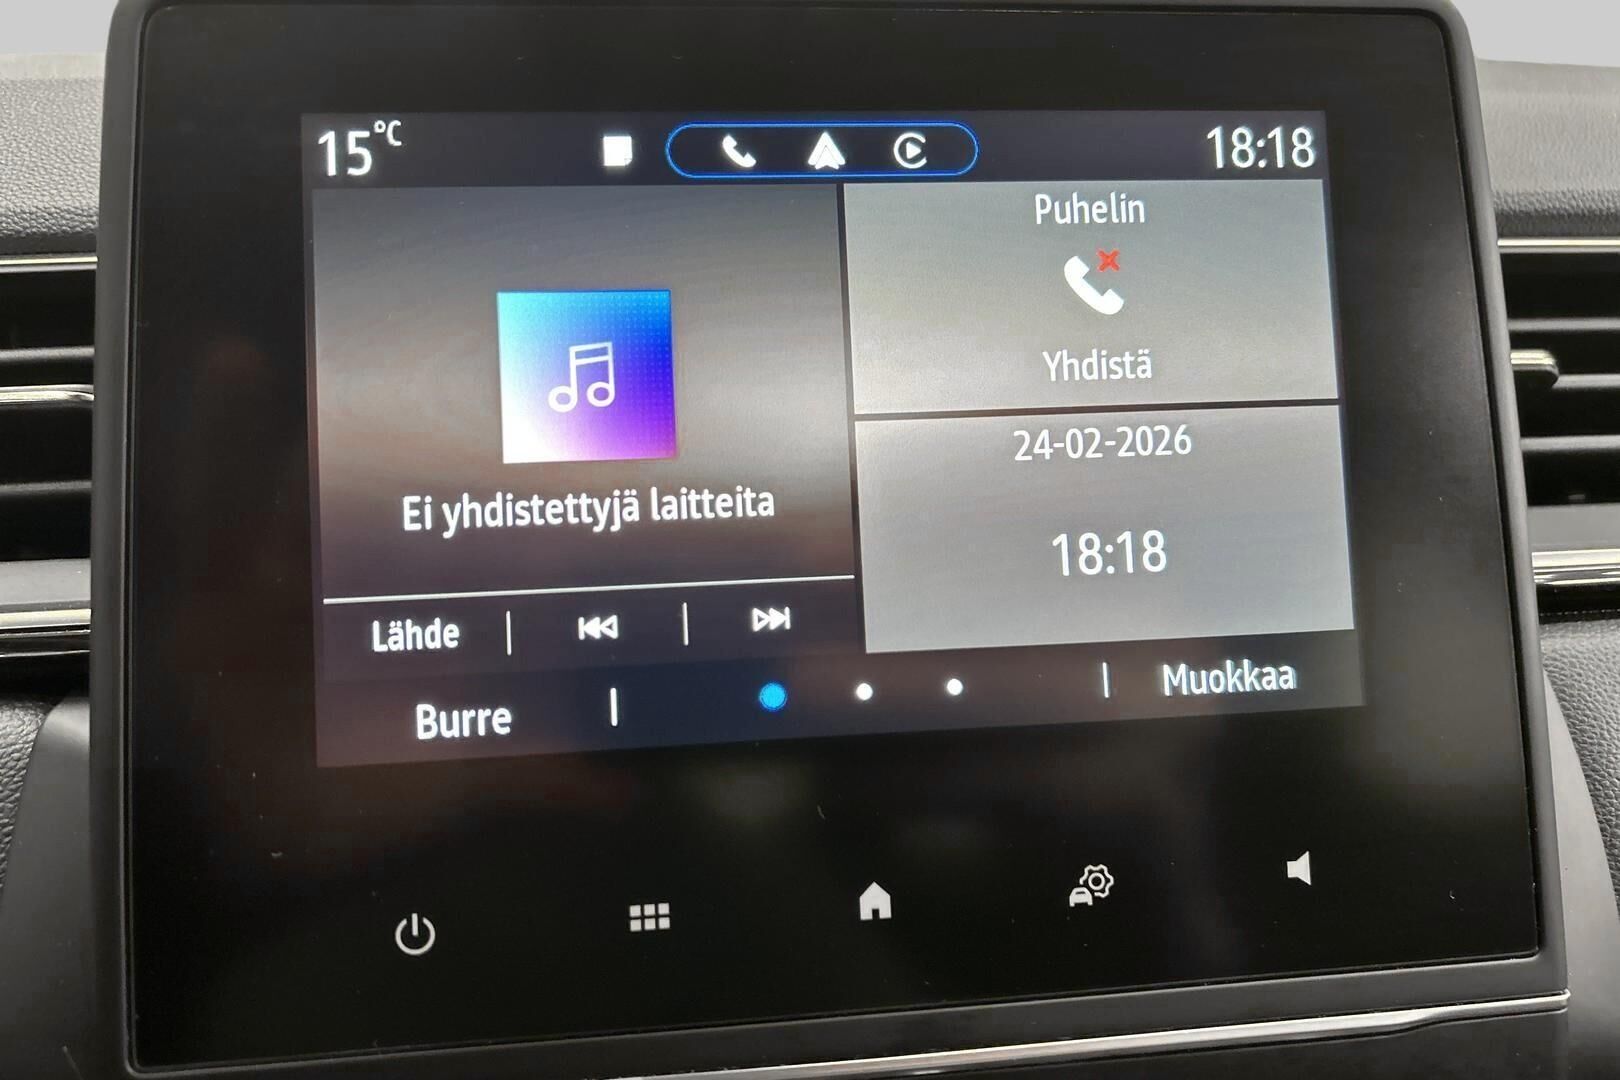 15°C
18:18
Puhelin
Yhdistä
Ei yhdistettyjä laitteita
24-02-2026
18:18
Lähde
Burre
Muokkaa